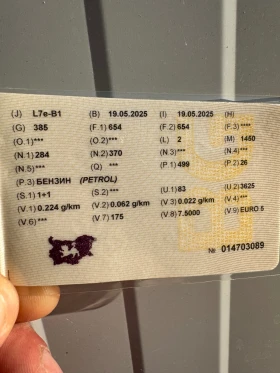 (J) L7e-B1 (B) 19.05.2025 (I) 19.05.2025 (H)
(G) 385 (F.1) 654 (F.2) 654 (F.3) ****
(O.1)*** (O.2)*** (L) 2 (M) 1450
(N.1) 284 (N.2) 370 (N.3)*** (N.4)***
(N.5)*** (Q) *** (P.1) 499 (P.2) 26
(P.3) БЕНЗИН (PETROL)
(S.1) 1+1 (S.2)*** (U.1) 83 (U.2) 3625
(V.1) 0.224 g/km (V.2) 0.062 g/km (V.3) 0.022 g/km (V.4)***
(V.6) *** (V.7) 175 (V.8) 7.5000 (V.9) EURO 5
№ 014703089